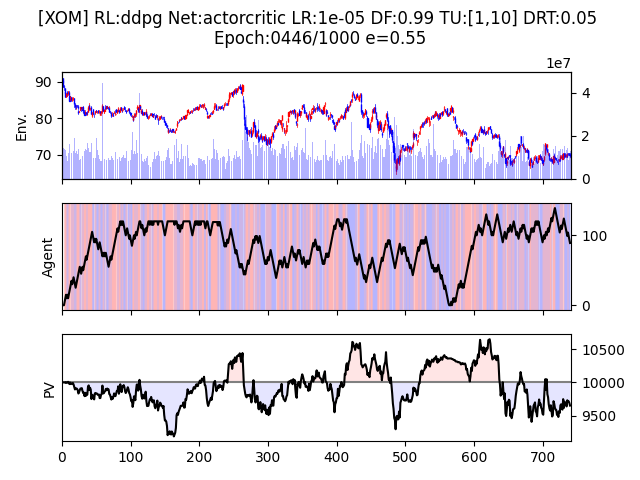 [XOM] RL:ddpg Net:actorcritic LR:1e-05 DF:0.99 TU:[1,10] DRT:0.05
Epoch:0446/1000 e=0.55
1e7
90
80
70
Env.
4
2
0
Agent
100
0
PV
10500
10000
9500
0 100 200 300 400 500 600 700